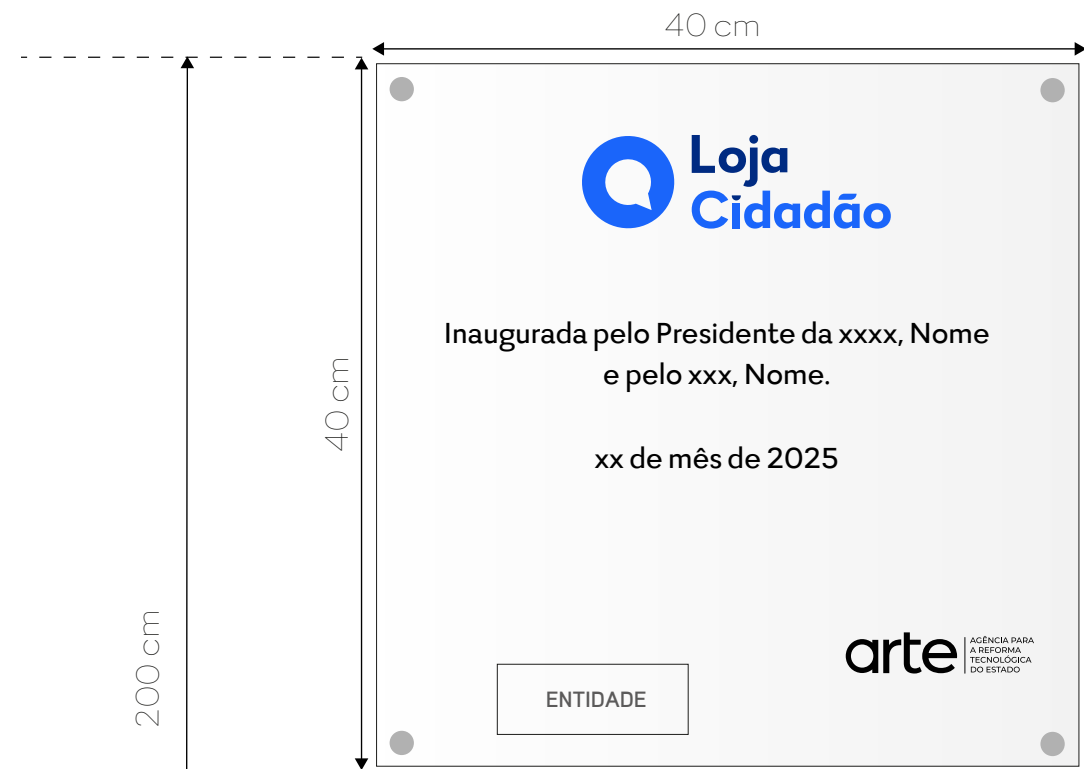 40 cm
Loja
Cidadão
40 cm
Inaugurada pelo Presidente da xxxx, Nome
e pelo xxx, Nome.
xx de mês de 2025
200 cm
arte
AGÊNCIA PARA
A REFORMA
TECNOLÓGICA
DO ESTADO
ENTIDADE